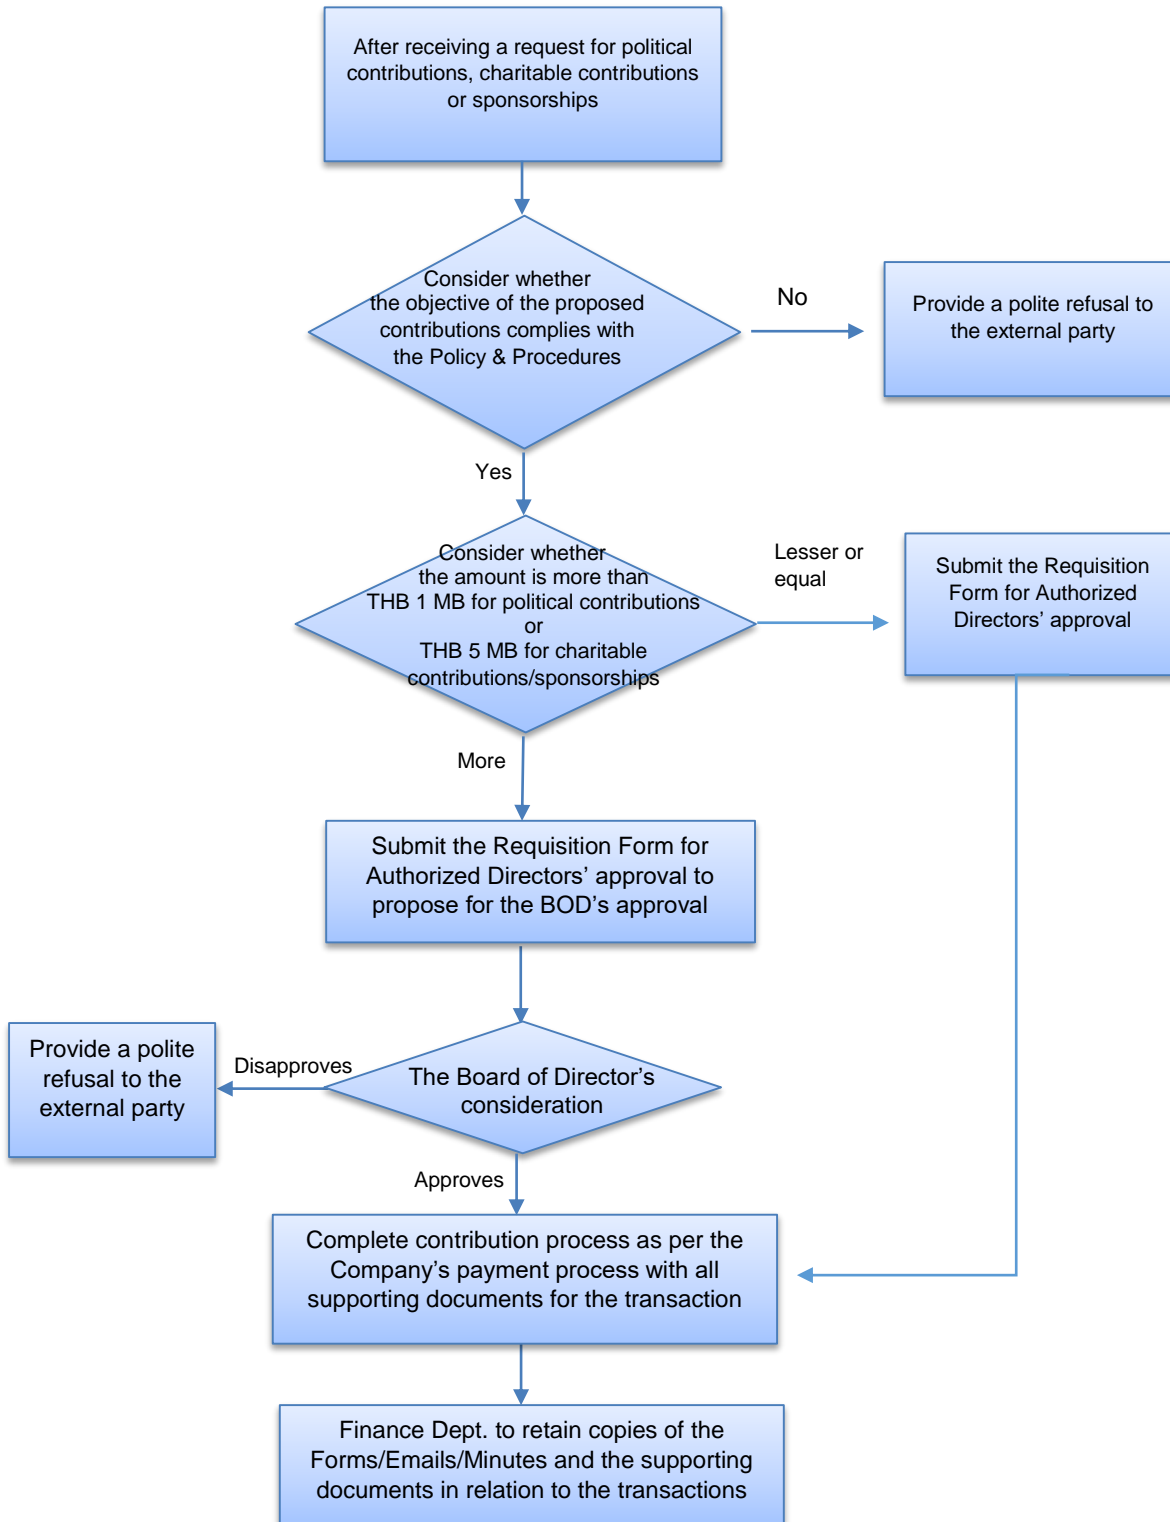 After receiving a request for political
contributions, charitable contributions
or sponsorships
Consider whether
the objective of the proposed
contributions complies with
the Policy & Procedures
No
Provide a polite refusal to
the external party
Yes
Consider whether
the amount is more than
THB 1 MB for political contributions
or
THB 5 MB for charitable
contributions/sponsorships
Lesser or
equal
Submit the Requisition
Form for Authorized
Directors’ approval
More
Submit the Requisition Form for
Authorized Directors’ approval to
propose for the BOD’s approval
Provide a polite
refusal to the
external party
Disapproves
The Board of Director’s
consideration
Approves
Complete contribution process as per the
Company’s payment process with all
supporting documents for the transaction
Finance Dept. to retain copies of the
Forms/Emails/Minutes and the supporting
documents in relation to the transactions